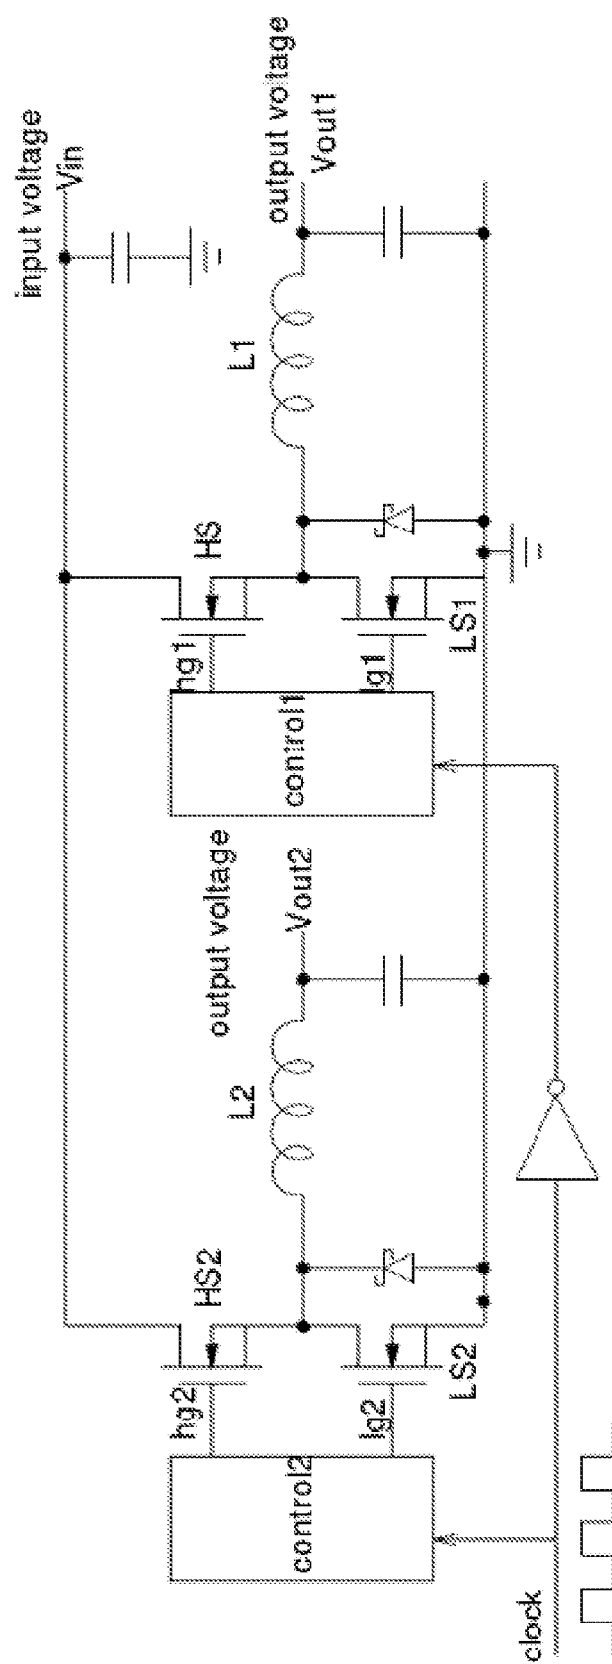 input voltage
Vin
output voltage
Vout1
L1
HS
hg1
lg1
LS1
control1
output voltage
Vout2
L2
HS2
hg2
lg2
LS2
control2
clock